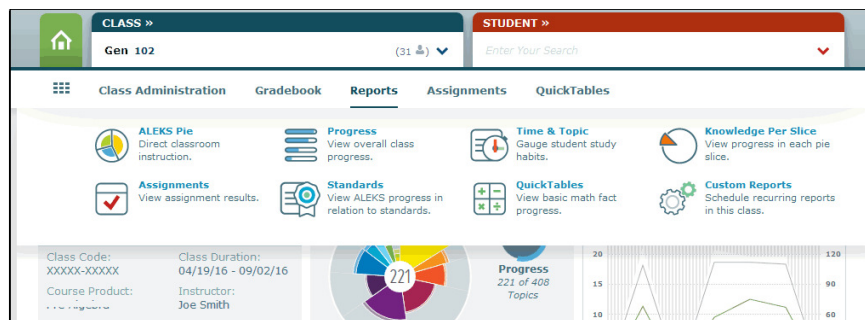 CLASS »
STUDENT »
Gen 102
(31)
Enter Your Search
Class Administration
Gradebook
Reports
Assignments
QuickTables
ALEKS Pie
Direct classroom
instruction.
Progress
View overall class
progress.
Time & Topic
Gauge student study
habits.
Knowledge Per Slice
View progress in each pie
slice.
Assignments
View assignment results.
Standards
View ALEKS progress in
relation to standards.
QuickTables
View basic math fact
progress.
Custom Reports
Schedule recurring reports
in this class.
Class Code:
XXXXX-XXXXX
Class Duration:
04/19/16 - 09/02/16
Course Product:
Instructor:
Joe Smith
221
Progress
221 of 408
Topics
20
15
10
120
90
60